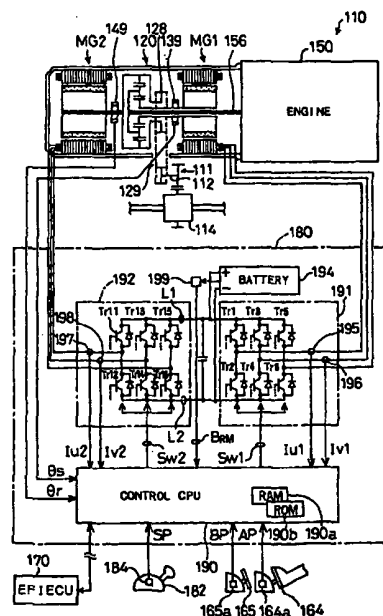 110
149 128 139 156 150
MG2 120 MG1
ENGINE
111
112
129
114
180
192 199 BATTERY 194
191
L1
Tr11 Tr13 Tr15
Tr1 Tr3 Tr5
198
197
195
196
Tr12 Tr14 Tr16
Tr2 Tr4 Tr6
L2
Sw2 BRM Sw1
Iu2 Iv2 Iu1 Iv1
θs
θr
CONTROL CPU
RAM
ROM
SP 190 BP AP 190b 190a
170
EFIECU
184
182
165a 165 164a 164